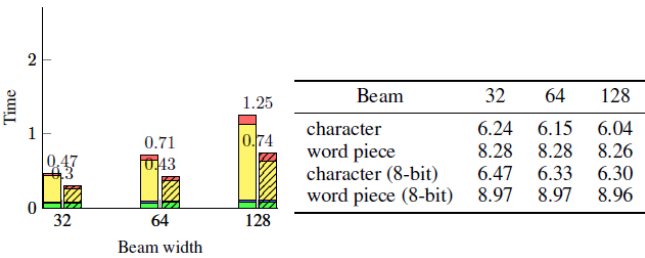 2
1
0
Time
0.47
0.3
0.71
0.43
1.25
0.74
32 64 128
Beam width
Beam 32 64 128
character 6.24 6.15 6.04
word piece 8.28 8.28 8.26
character (8-bit) 6.47 6.33 6.30
word piece (8-bit) 8.97 8.97 8.96